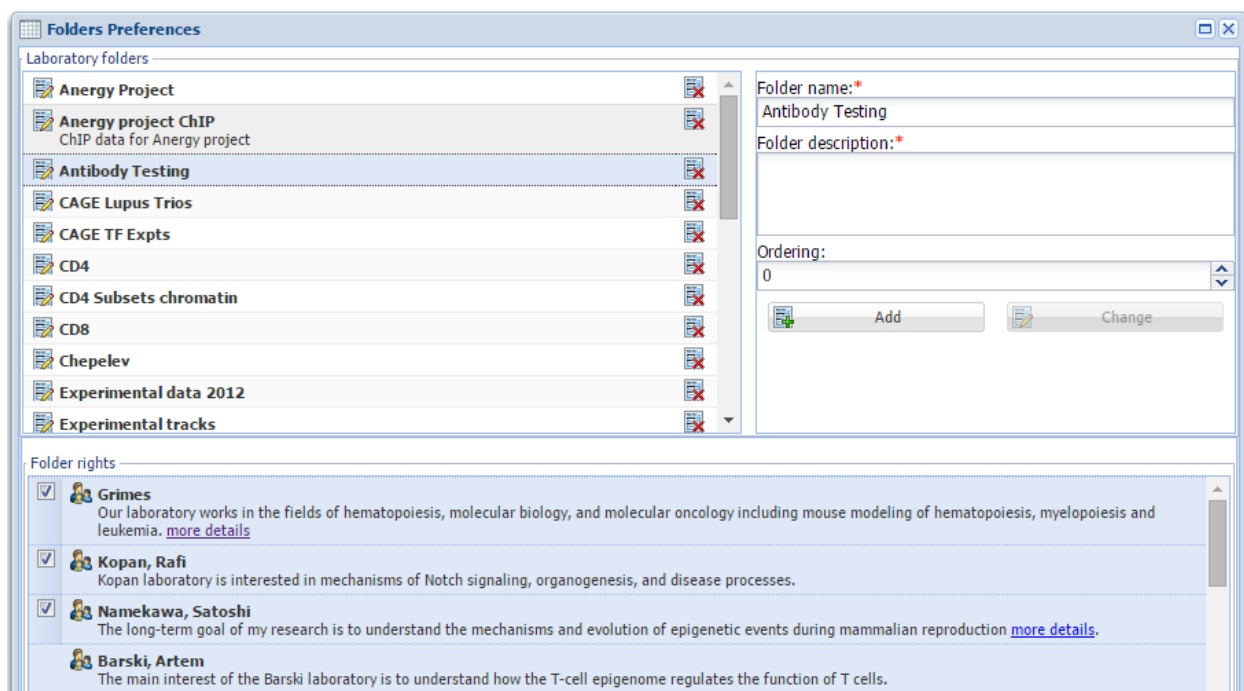 Folders Preferences
Laboratory folders
Anergy Project
Anergy project ChIP
ChIP data for Anergy project
Antibody Testing
CAGE Lupus Trios
CAGE TF Expts
CD4
CD4 Subsets chromatin
CD8
Chepelev
Experimental data 2012
Experimental tracks
Folder name:*
Antibody Testing
Folder description:*
Ordering:
0
Add
Change
Folder rights
Grimes
Our laboratory works in the fields of hematopoiesis, molecular biology, and molecular oncology including mouse modeling of hematopoiesis, myelopoiesis and
leukemia. more details
Kopan, Rafi
Kopan laboratory is interested in mechanisms of Notch signaling, organogenesis, and disease processes.
Namekawa, Satoshi
The long-term goal of my research is to understand the mechanisms and evolution of epigenetic events during mammalian reproduction more details.
Barski, Artem
The main interest of the Barski laboratory is to understand how the T-cell epigenome regulates the function of T cells.